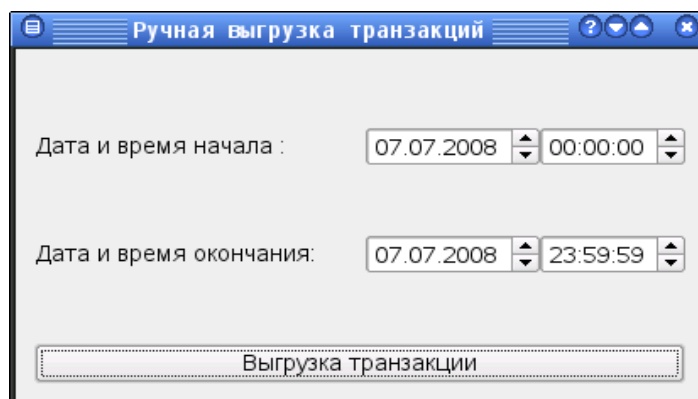 Ручная выгрузка транзакций
Дата и время начала : 07.07.2008 00:00:00
Дата и время окончания: 07.07.2008 23:59:59
Выгрузка транзакции